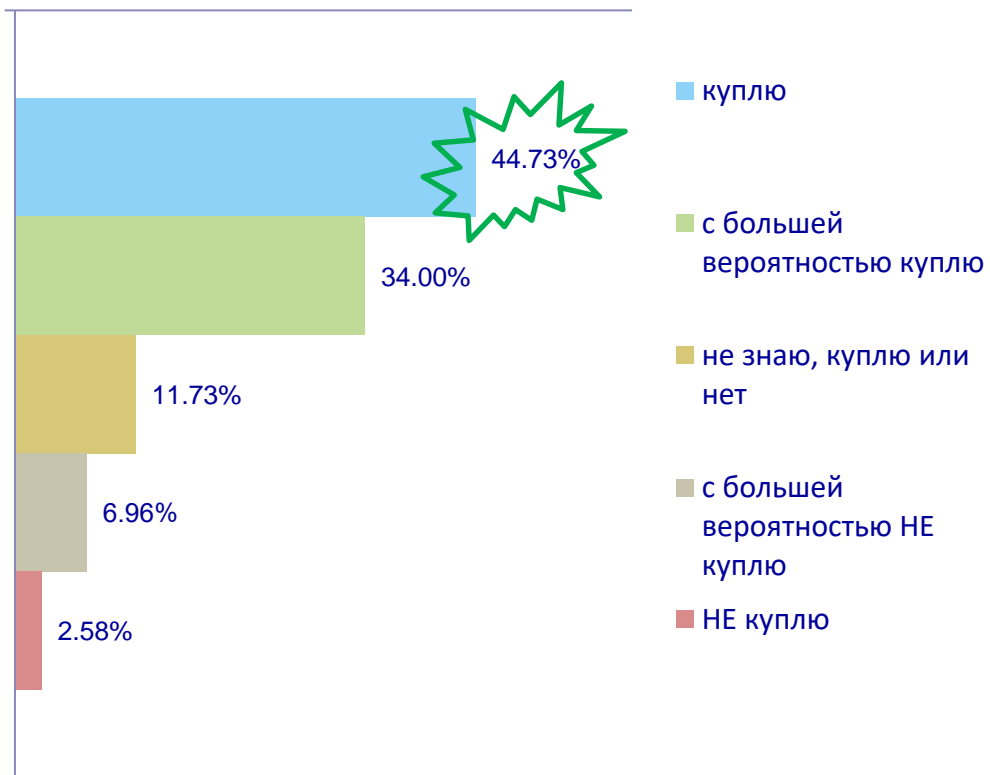 44.73%
34.00%
11.73%
6.96%
2.58%
куплю
с большей
вероятностью куплю
не знаю, куплю или
нет
с большей
вероятностью НЕ
куплю
НЕ куплю